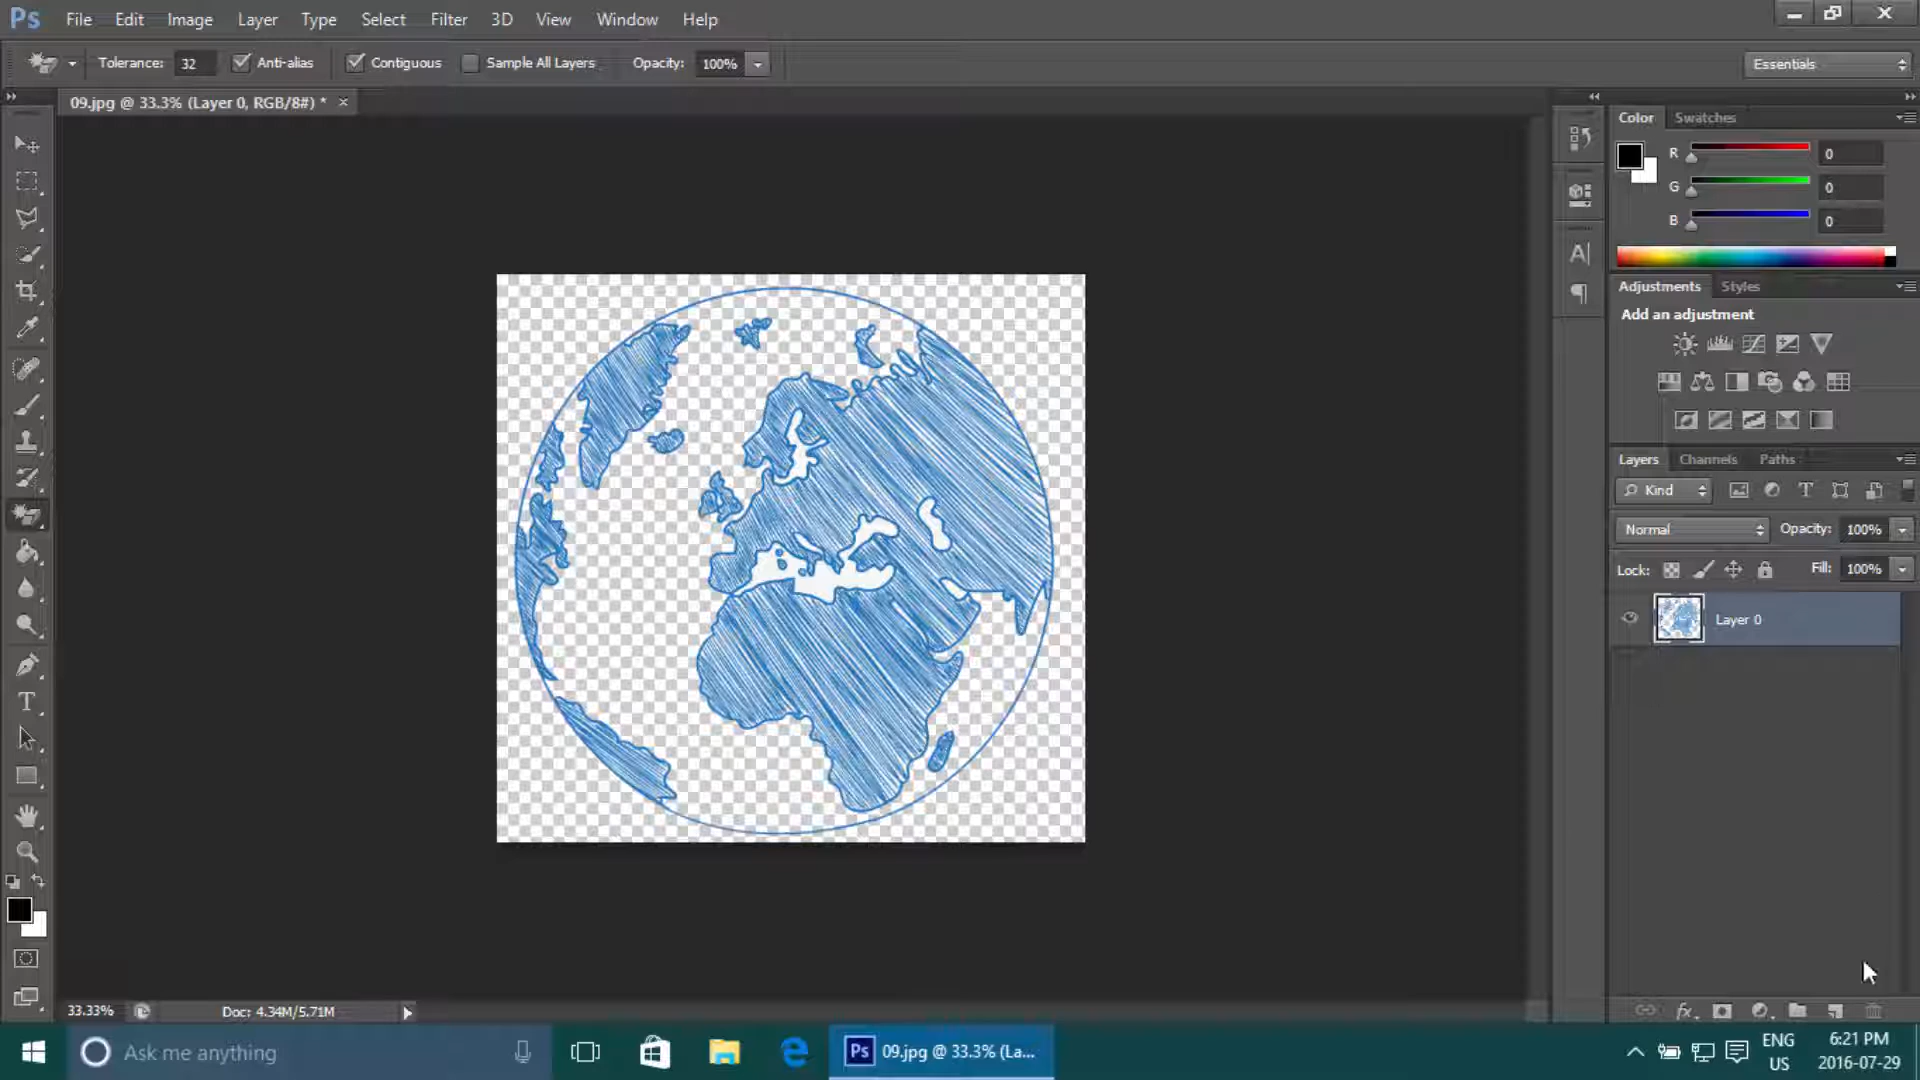 Ps File Edit Image Layer Type Select Filter 3D View Window Help
Tolerance: 32 Anti-alias Contiguous Sample All Layers Opacity: 100% Essentials
09.jpg @ 33.3% (Layer 0, RGB/8#) * ×
Color Swatches
R 0
G 0
B 0
Adjustments Styles
Add an adjustment
Layers Channels Paths
Kind
Normal Opacity: 100%
Lock: Fill: 100%
Layer 0
33.33% Doc: 4.34M/5.71M
Ask me anything
Ps 09.jpg @ 33.3% (La...
ENG
US
6:21 PM
2016-07-29